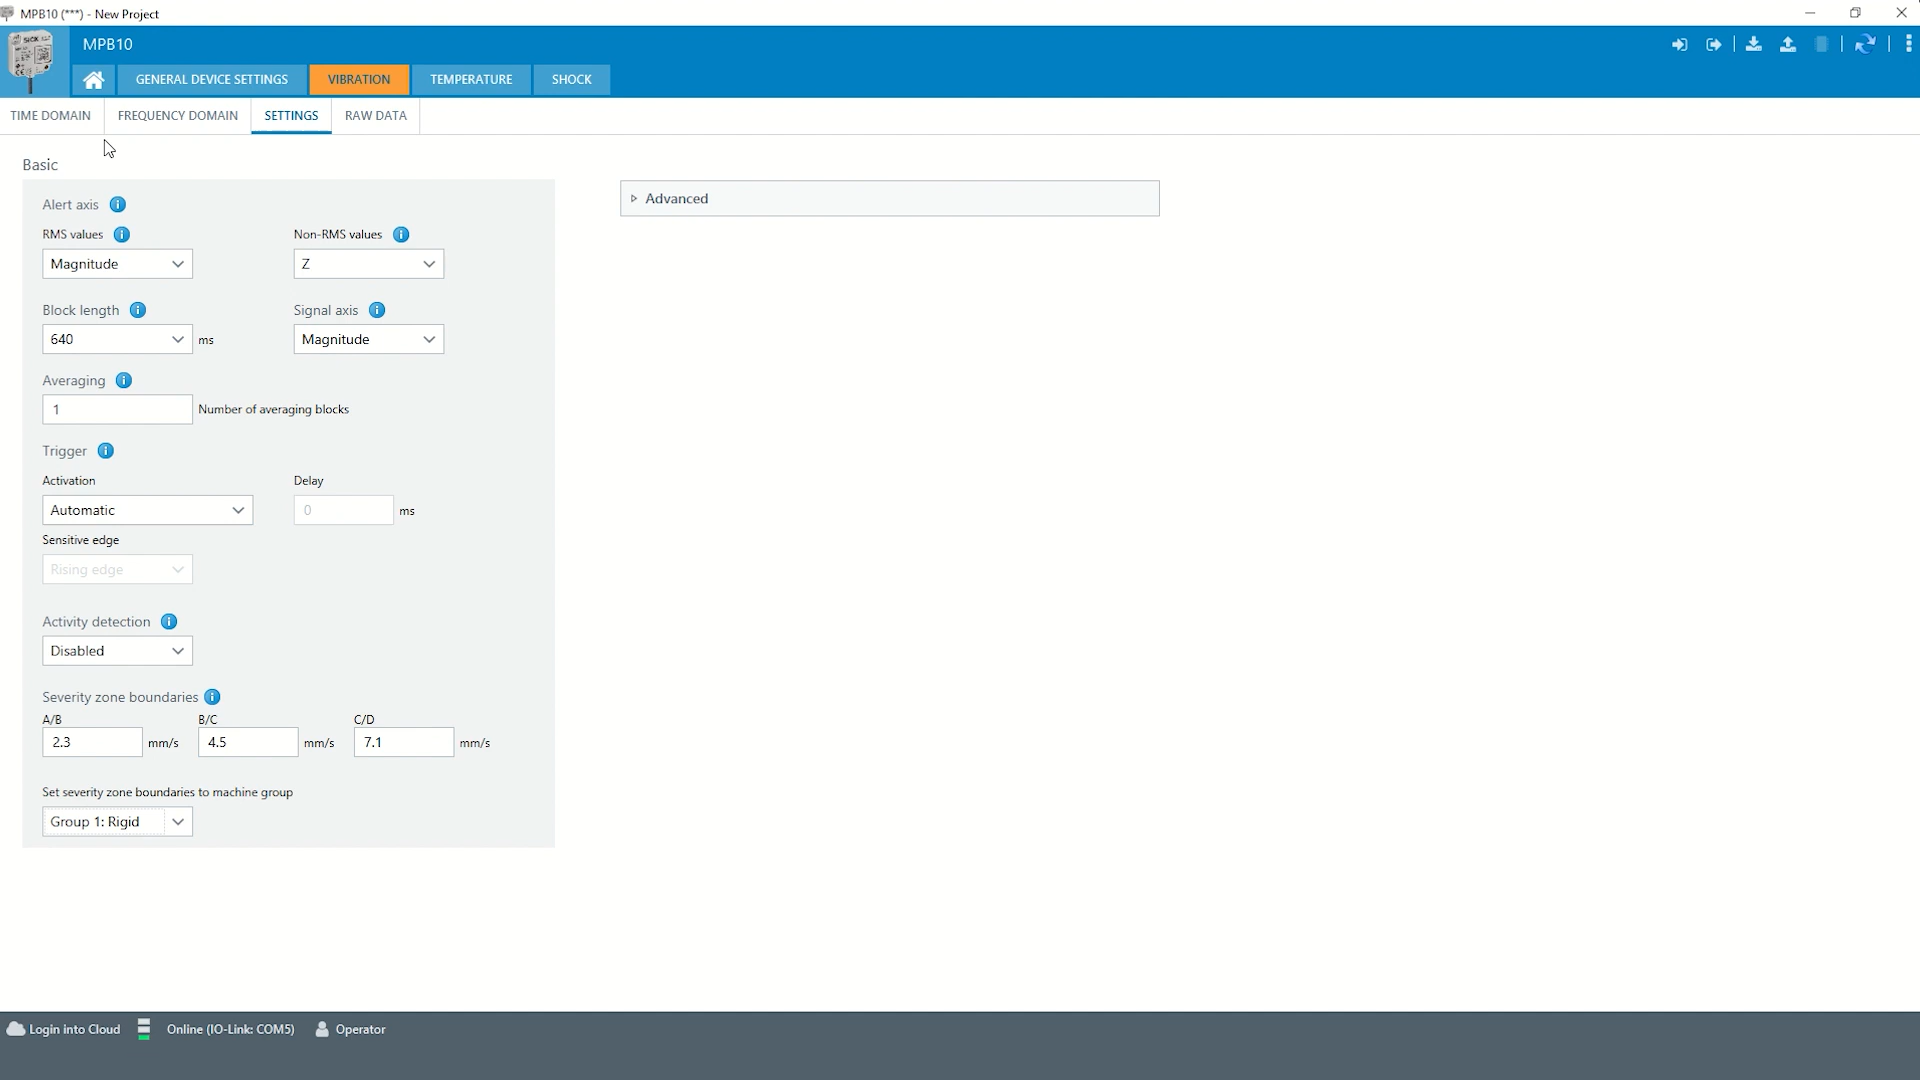 MPB10 (***) - New Project
SICK
MPB10
GENERAL DEVICE SETTINGS
VIBRATION
TEMPERATURE
SHOCK
TIME DOMAIN
FREQUENCY DOMAIN
SETTINGS
RAW DATA
Basic
Advanced
Alert axis
RMS values
Non-RMS values
Magnitude
Z
Block length
Signal axis
640 ms
Magnitude
Averaging
1 Number of averaging blocks
Trigger
Activation
Delay
Automatic
0 ms
Sensitive edge
Rising edge
Activity detection
Disabled
Severity zone boundaries
A/B
B/C
C/D
2.3 mm/s
4.5 mm/s
7.1 mm/s
Set severity zone boundaries to machine group
Group 1: Rigid
Login into Cloud
Online (IO-Link: COM5)
Operator